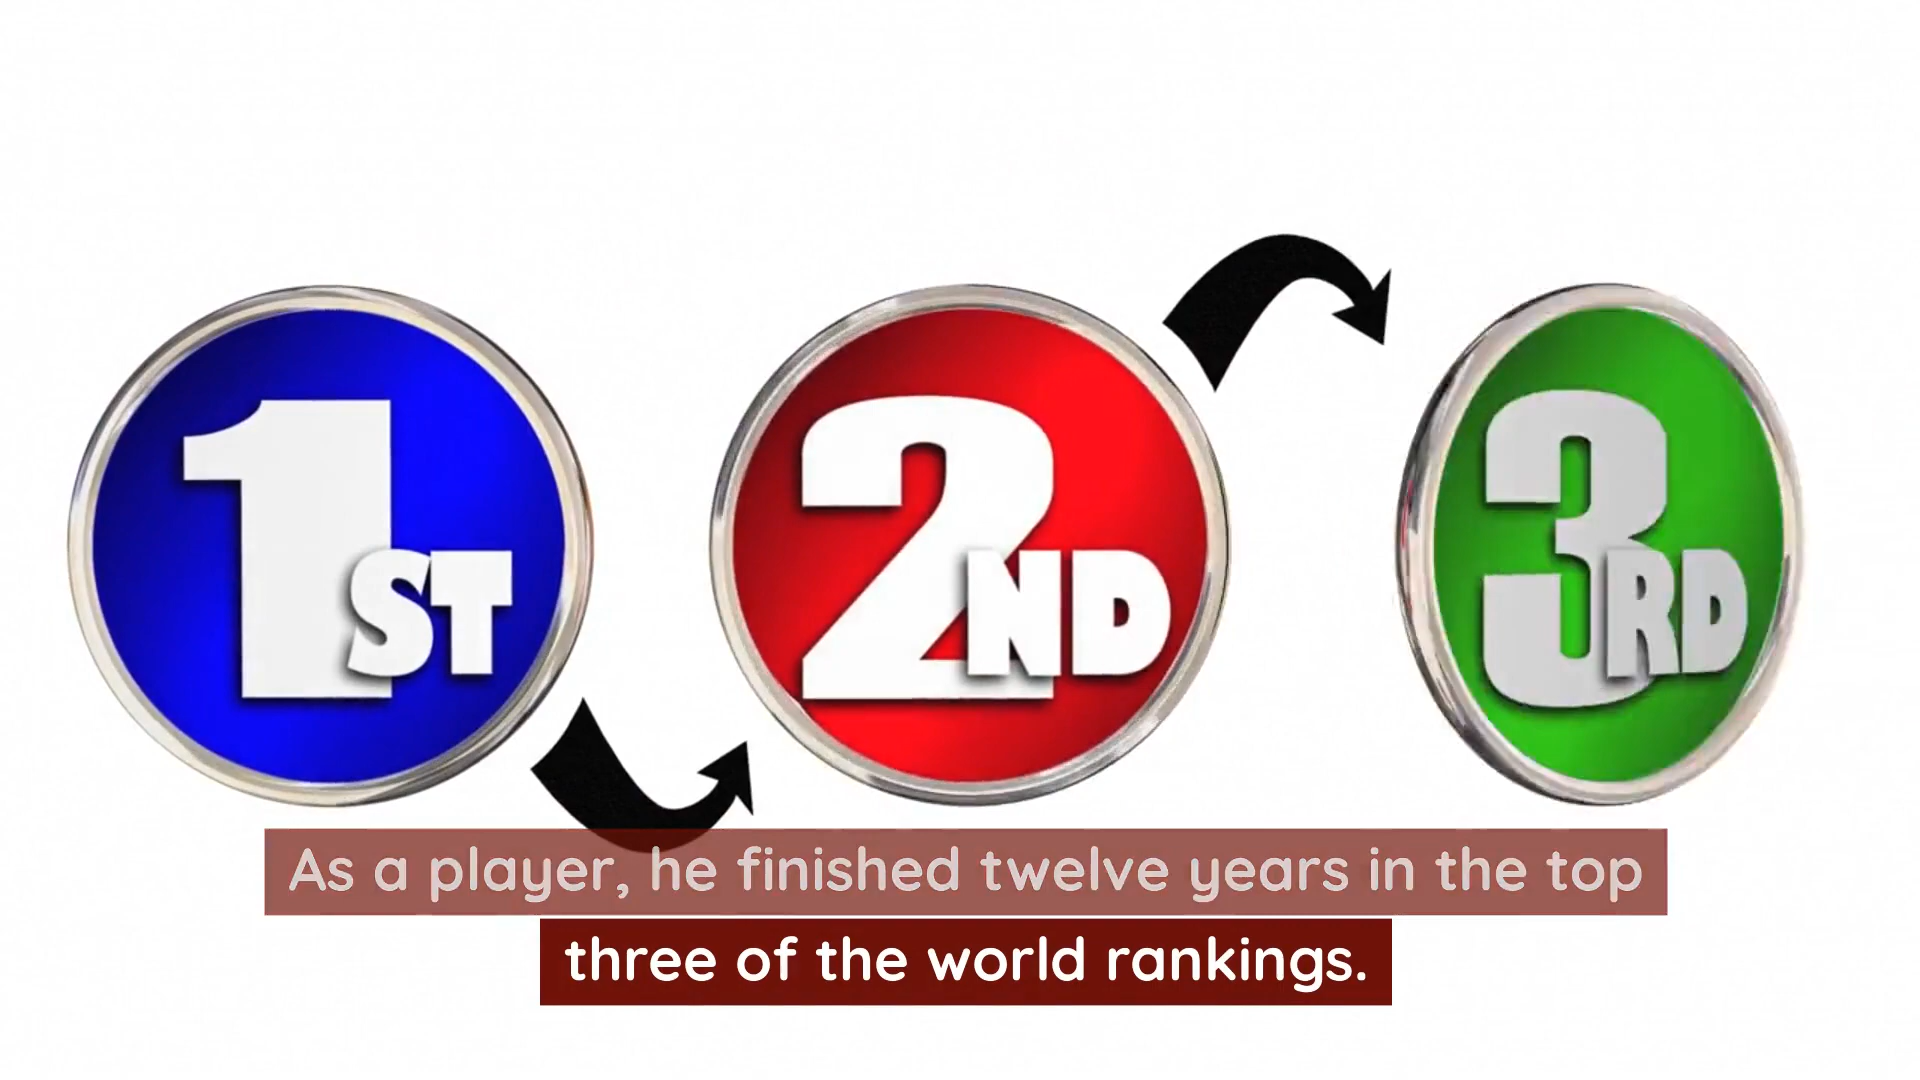 1ST
2ND
3RD
As a player, he finished twelve years in the top
three of the world rankings.